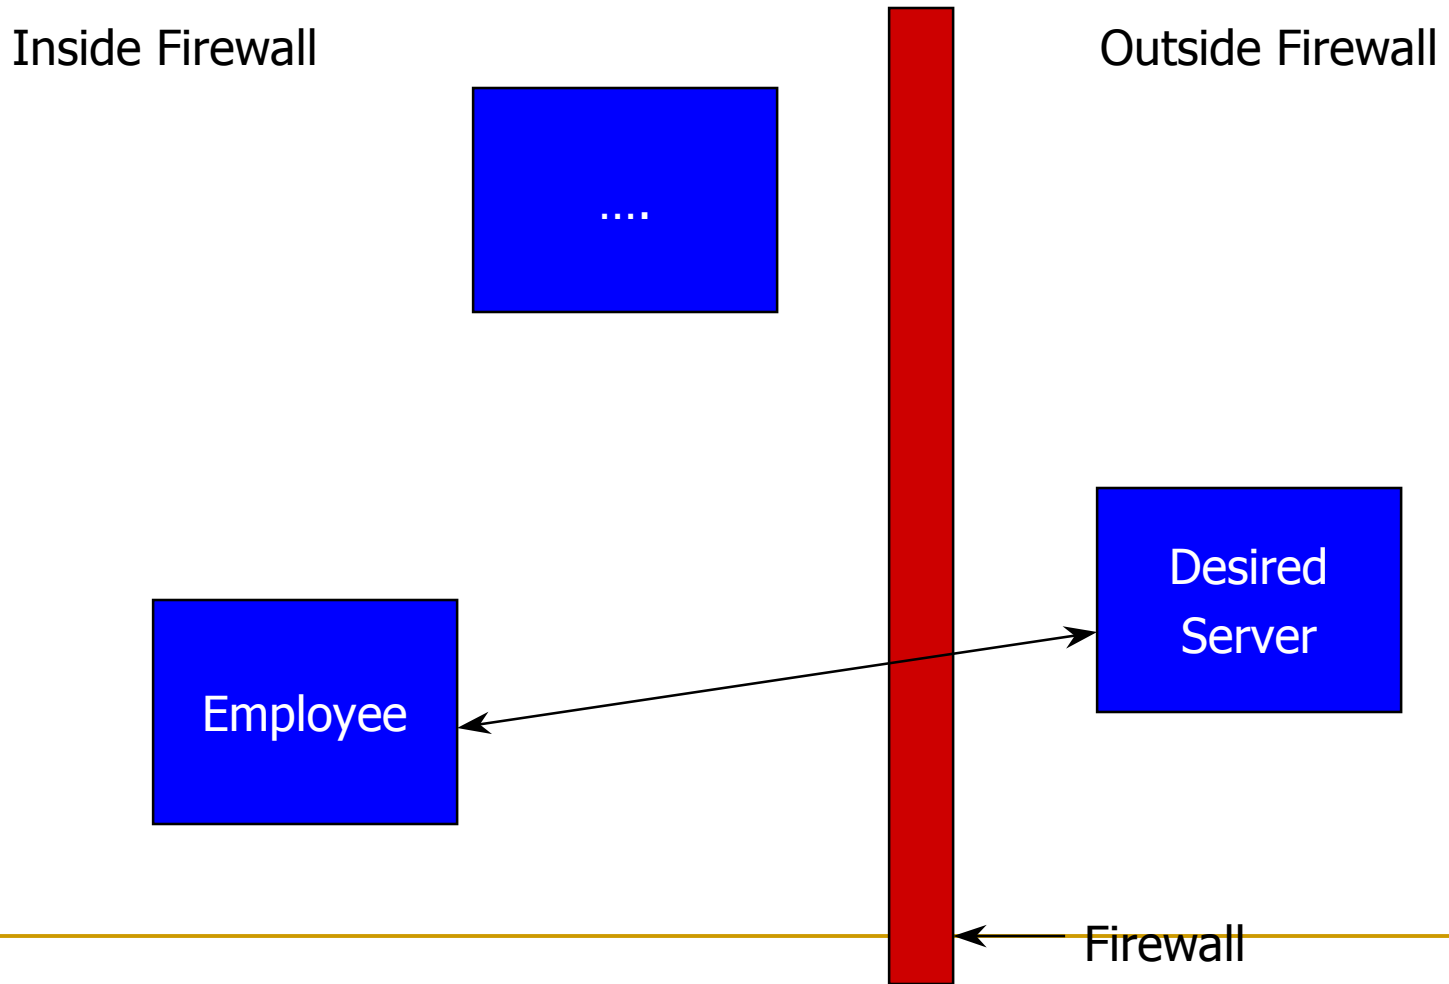 Inside Firewall
Outside Firewall
....
Desired
Server
Employee
Firewall